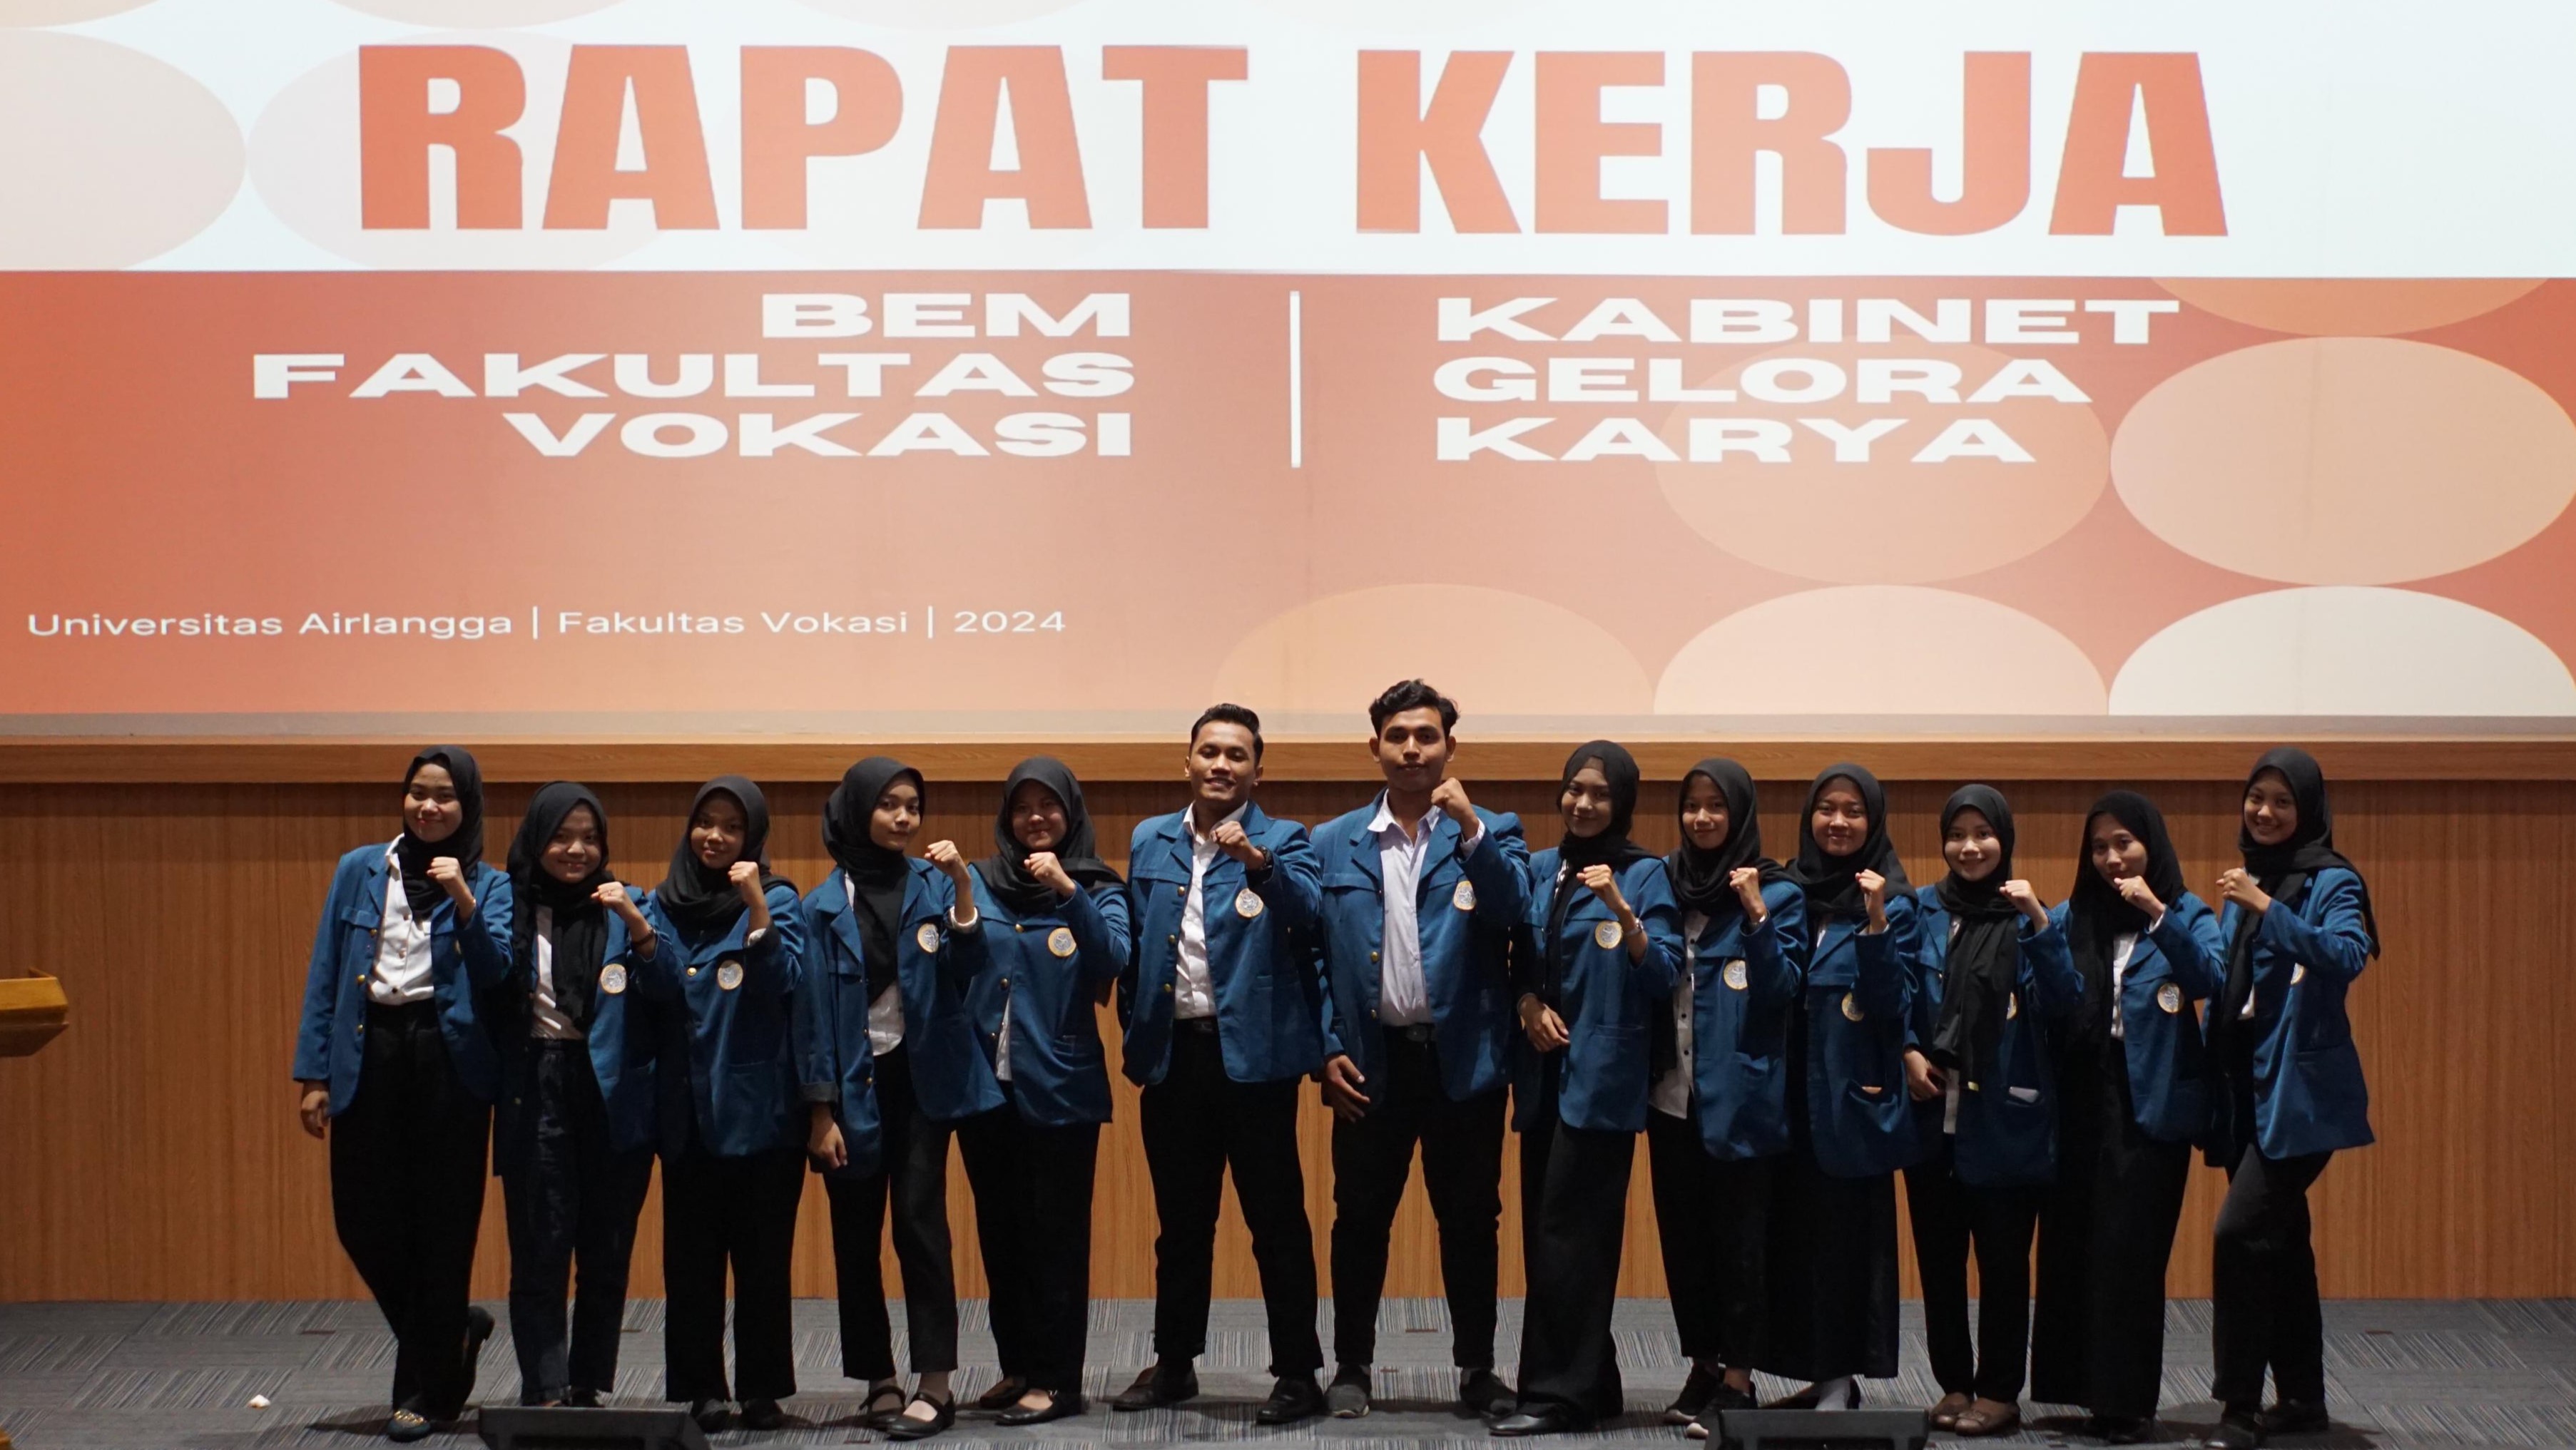 RAPAT KERJA
BEM
FAKULTAS
VOKASI
KABINET
GELORA
KARYA
Universitas Airlangga | Fakultas Vokasi | 2024